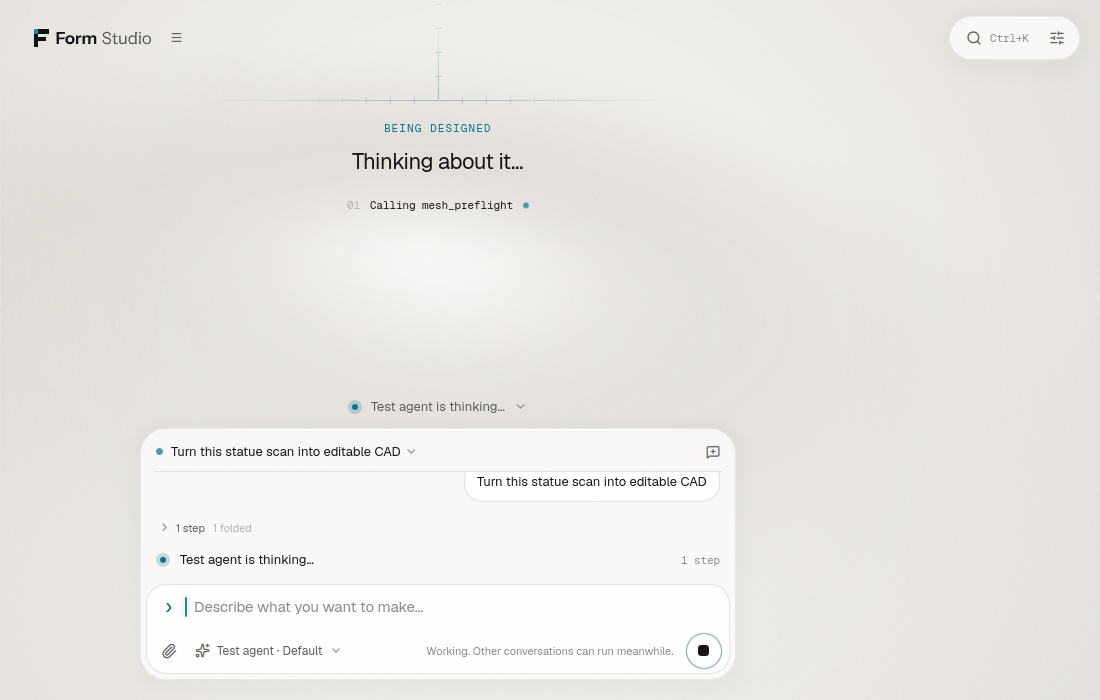 Form Studio
Ctrl+K
BEING DESIGNED
Thinking about it...
01 Calling mesh_preflight
Test agent is thinking...
Turn this statue scan into editable CAD
Turn this statue scan into editable CAD
1 step 1 folded
Test agent is thinking... 1 step
Describe what you want to make...
Test agent · Default Working. Other conversations can run meanwhile.